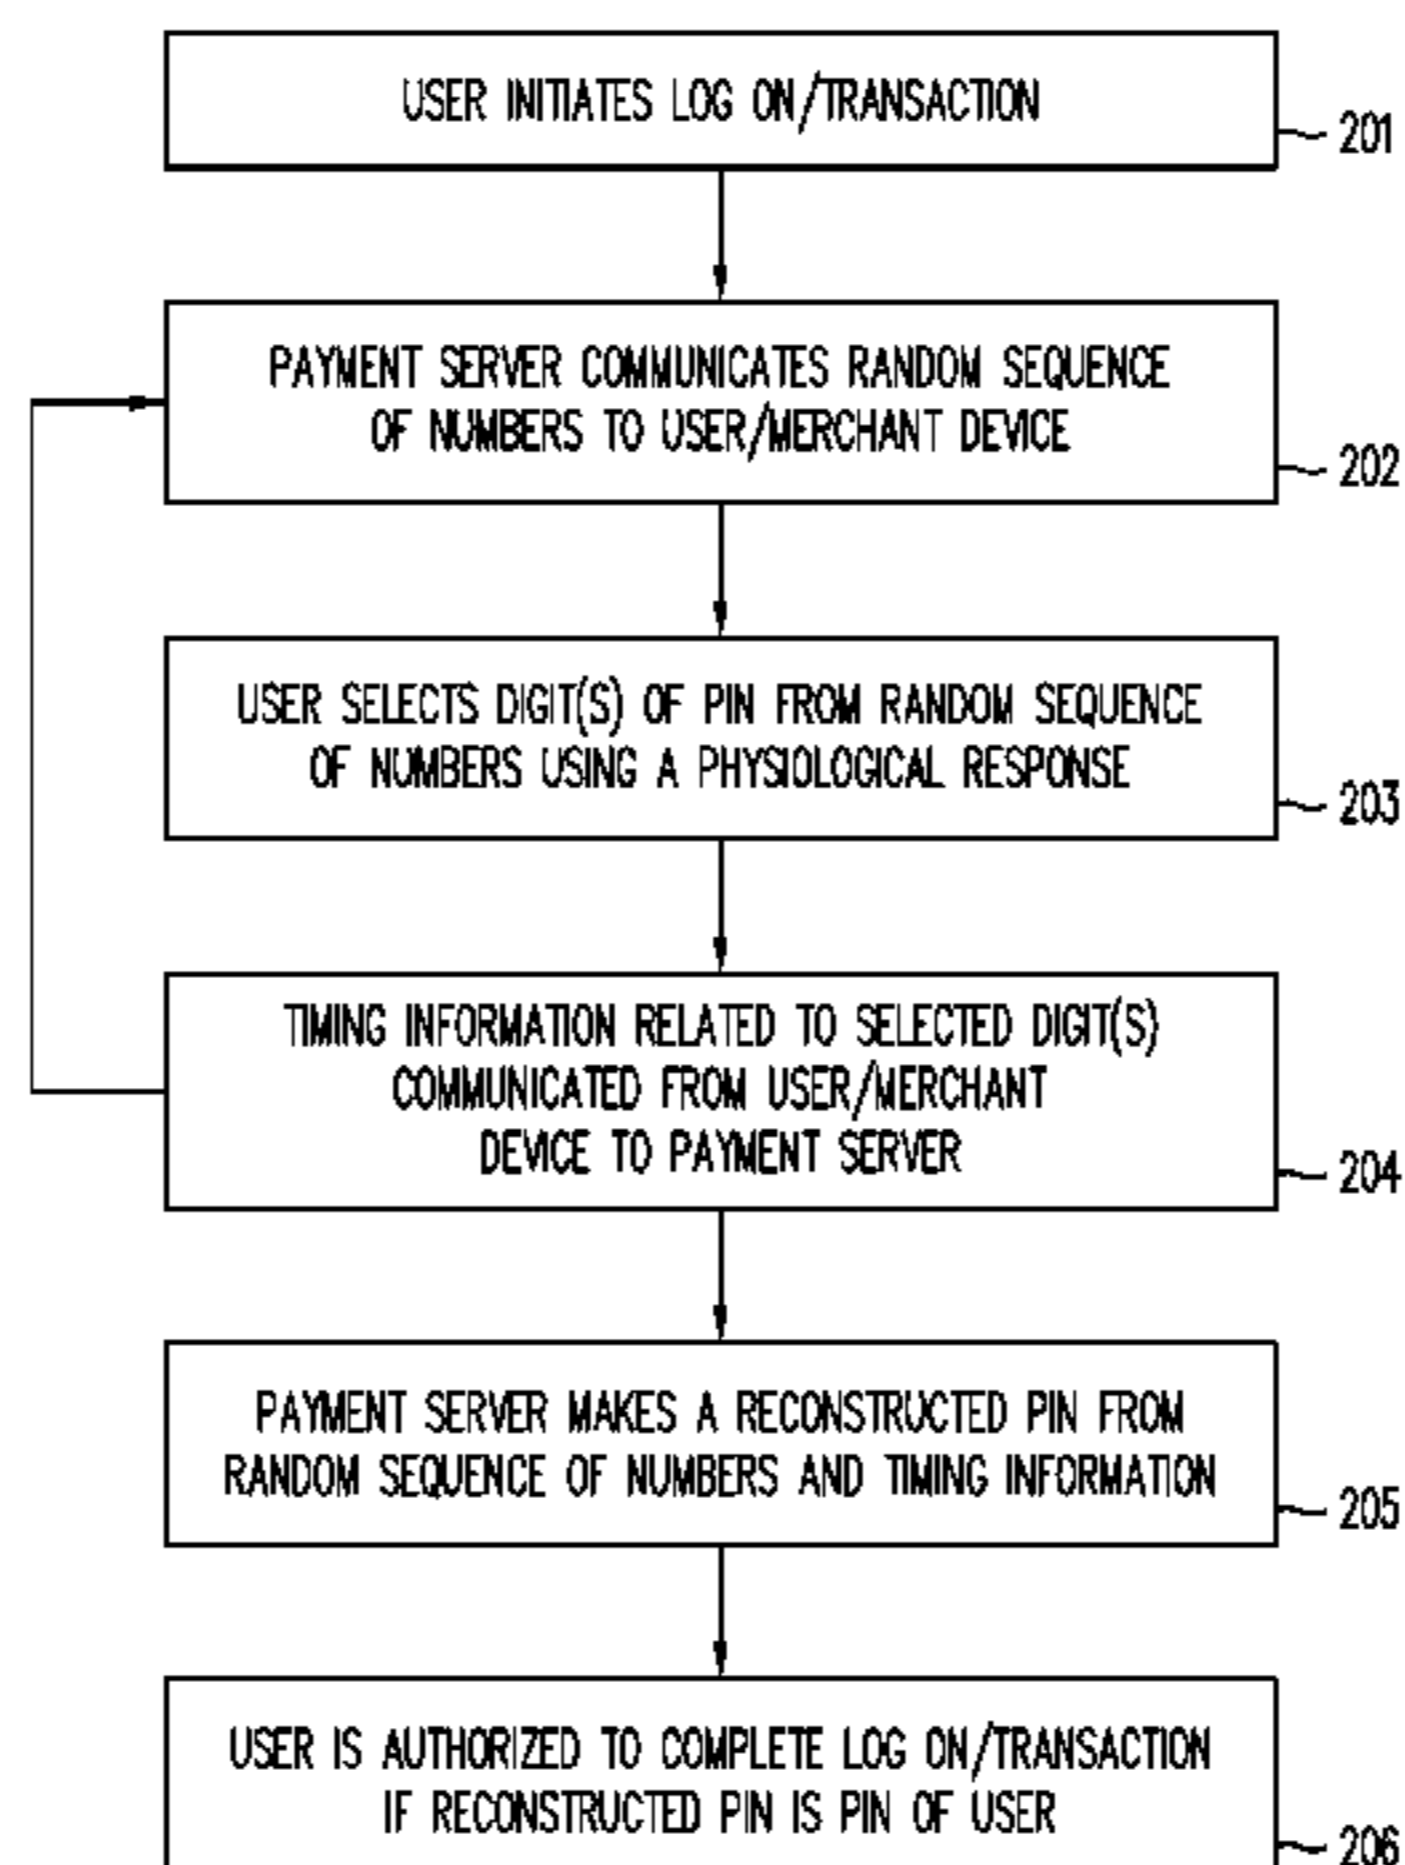 USER INITIATES LOG ON/TRANSACTION
201
PAYMENT SERVER COMMUNICATES RANDOM SEQUENCE
OF NUMBERS TO USER/MERCHANT DEVICE
202
USER SELECTS DIGIT(S) OF PIN FROM RANDOM SEQUENCE
OF NUMBERS USING A PHYSIOLOGICAL RESPONSE
203
TIMING INFORMATION RELATED TO SELECTED DIGIT(S)
COMMUNICATED FROM USER/MERCHANT
DEVICE TO PAYMENT SERVER
204
PAYMENT SERVER MAKES A RECONSTRUCTED PIN FROM
RANDOM SEQUENCE OF NUMBERS AND TIMING INFORMATION
205
USER IS AUTHORIZED TO COMPLETE LOG ON/TRANSACTION
IF RECONSTRUCTED PIN IS PIN OF USER
206